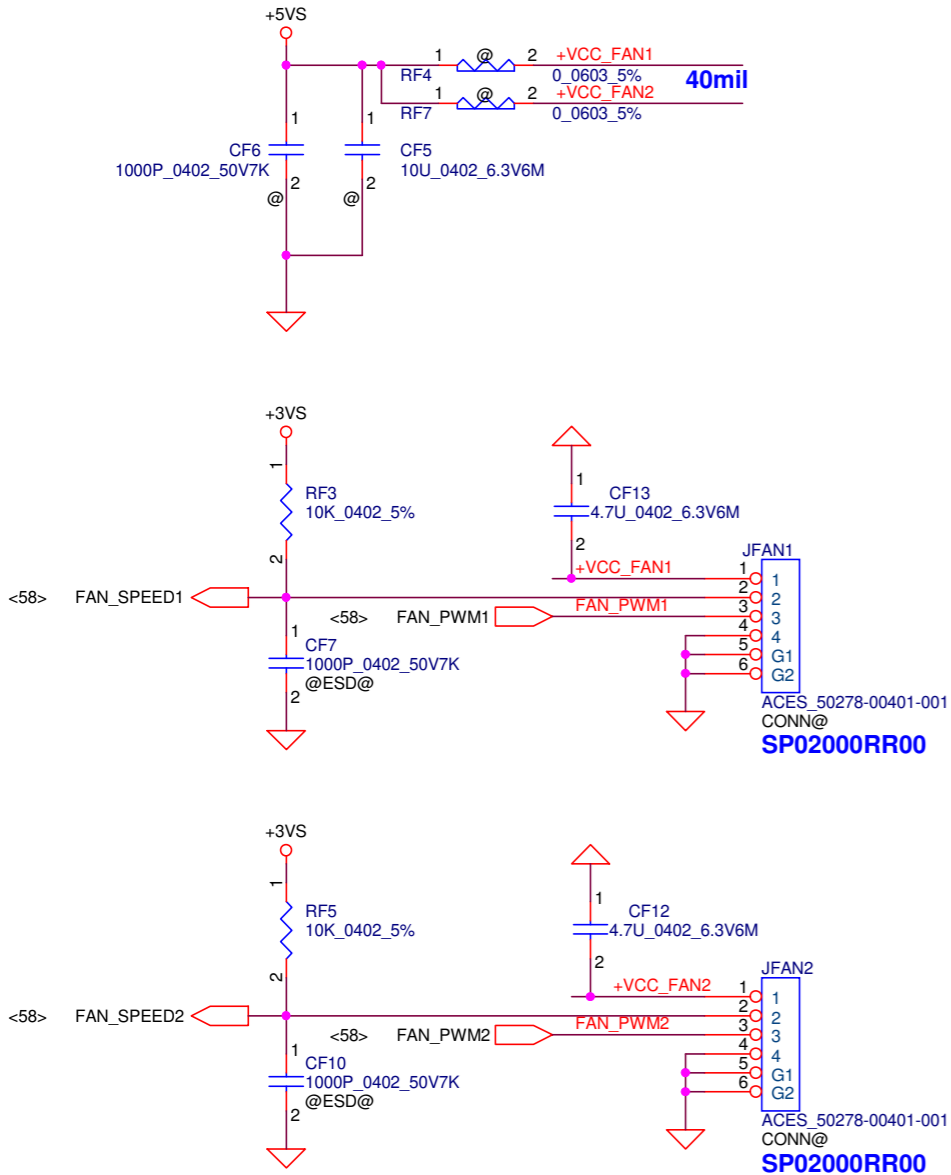 +5VS
1 @ 2 +VCC_FAN1
RF4 0_0603_5%
40mil
1 @ 2 +VCC_FAN2
RF7 0_0603_5%
1 1
CF6 CF5
1000P_0402_50V7K 10U_0402_6.3V6M
2 2
@ @
+3VS
1
RF3
10K_0402_5%
2
1
CF13
4.7U_0402_6.3V6M
2
+VCC_FAN1
JFAN1
<58> FAN_SPEED1
<58> FAN_PWM1 FAN_PWM1
1 1
2 2
3 3
4 4
5 G1
6 G2
1
CF7
1000P_0402_50V7K
@ESD@
2
ACES_50278-00401-001
CONN@
SP02000RR00
+3VS
1
RF5
10K_0402_5%
2
1
CF12
4.7U_0402_6.3V6M
2
+VCC_FAN2
JFAN2
<58> FAN_SPEED2
<58> FAN_PWM2 FAN_PWM2
1 1
2 2
3 3
4 4
5 G1
6 G2
1
CF10
1000P_0402_50V7K
@ESD@
2
ACES_50278-00401-001
CONN@
SP02000RR00